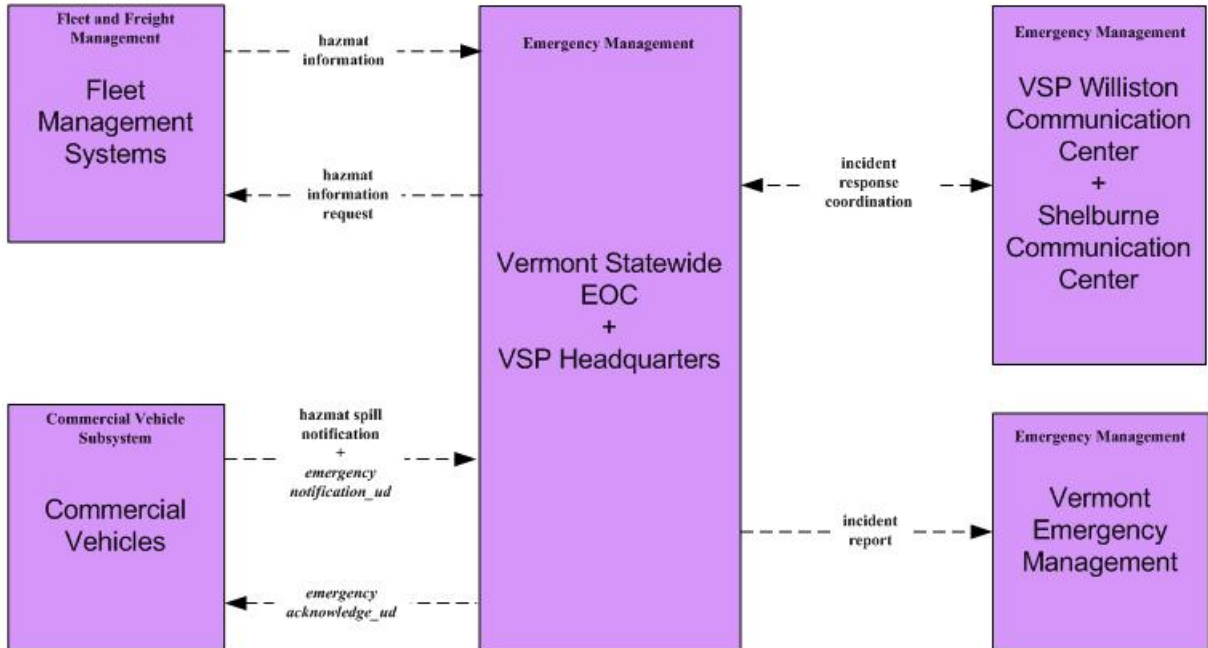 Fleet and Freight
Management
Fleet
Management
Systems
hazmat
information
hazmat
information
request
Commercial Vehicle
Subsystem
Commercial
Vehicles
hazmat spill
notification
+
emergency
notification_ud
emergency
acknowledge_ud
Emergency Management
Vermont Statewide
EOC
+
VSP Headquarters
incident
response
coordination
incident
report
Emergency Management
VSP Williston
Communication
Center
+
Shelburne
Communication
Center
Emergency Management
Vermont
Emergency
Management